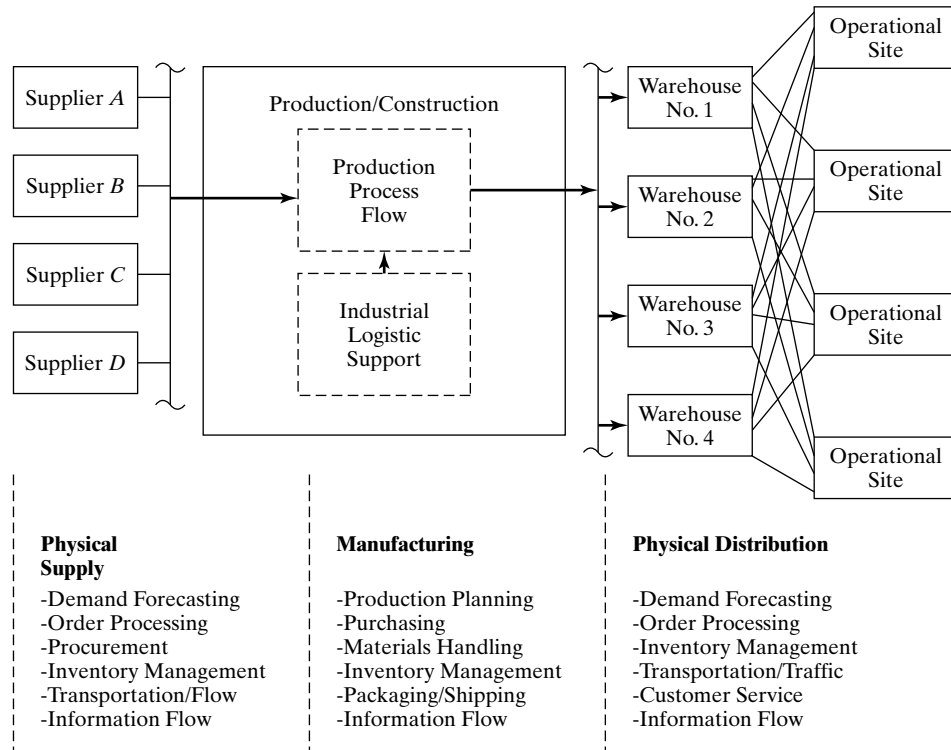 Supplier A
Supplier B
Supplier C
Supplier D
Production/Construction
Production
Process
Flow
Industrial
Logistic
Support
Warehouse
No. 1
Warehouse
No. 2
Warehouse
No. 3
Warehouse
No. 4
Operational
Site
Operational
Site
Operational
Site
Operational
Site
Physical
Supply
-Demand Forecasting
-Order Processing
-Procurement
-Inventory Management
-Transportation/Flow
-Information Flow
Manufacturing
-Production Planning
-Purchasing
-Materials Handling
-Inventory Management
-Packaging/Shipping
-Information Flow
Physical Distribution
-Demand Forecasting
-Order Processing
-Inventory Management
-Transportation/Traffic
-Customer Service
-Information Flow